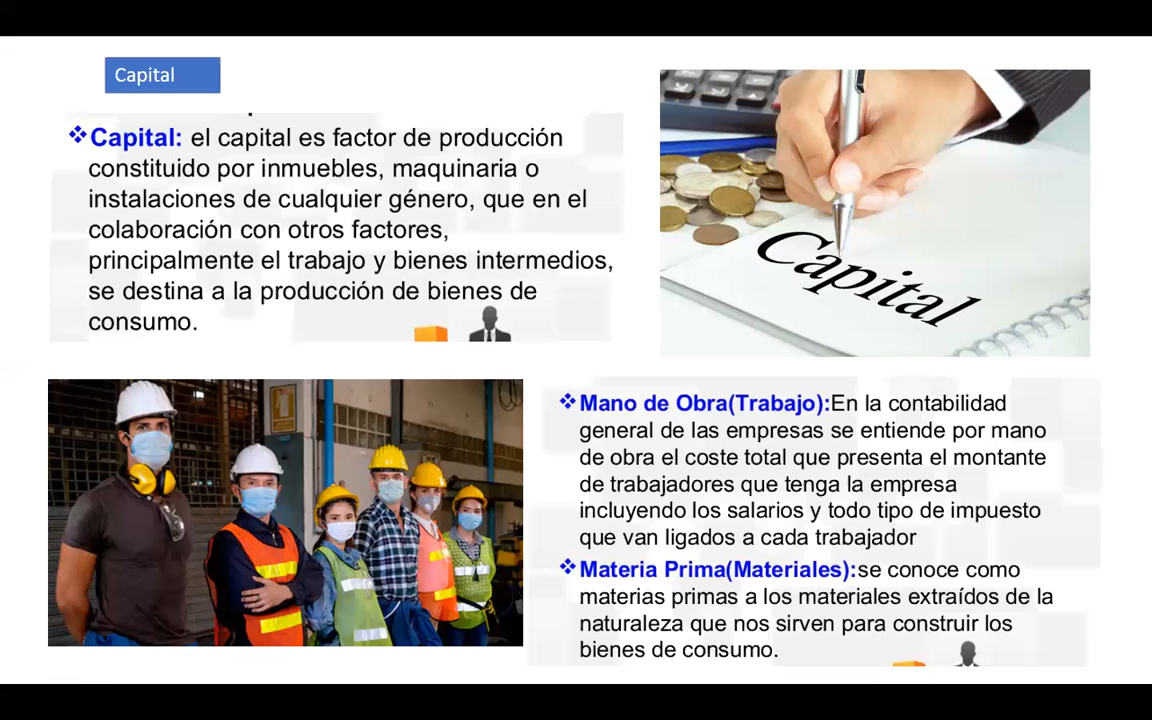 Capital
❖Capital: el capital es factor de producción
constituido por inmuebles, maquinaria o
instalaciones de cualquier género, que en el
colaboración con otros factores,
principalmente el trabajo y bienes intermedios,
se destina a la producción de bienes de
consumo.
Capital
❖Mano de Obra(Trabajo):En la contabilidad
general de las empresas se entiende por mano
de obra el coste total que presenta el montante
de trabajadores que tenga la empresa
incluyendo los salarios y todo tipo de impuesto
que van ligados a cada trabajador
❖Materia Prima(Materiales):se conoce como
materias primas a los materiales extraídos de la
naturaleza que nos sirven para construir los
bienes de consumo.